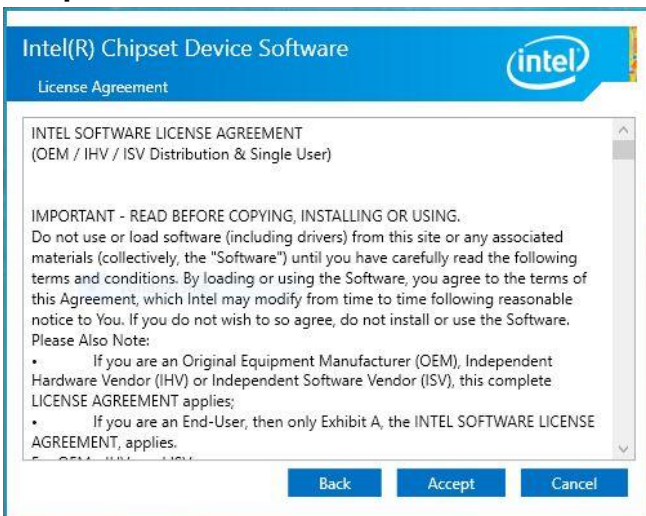 Intel(R) Chipset Device Software
intel
License Agreement
INTEL SOFTWARE LICENSE AGREEMENT
(OEM / IHV / ISV Distribution & Single User)
IMPORTANT - READ BEFORE COPYING, INSTALLING OR USING.
Do not use or load software (including drivers) from this site or any associated
materials (collectively, the "Software") until you have carefully read the following
terms and conditions. By loading or using the Software, you agree to the terms of
this Agreement, which Intel may modify from time to time following reasonable
notice to You. If you do not wish to so agree, do not install or use the Software.
Please Also Note:
• If you are an Original Equipment Manufacturer (OEM), Independent
Hardware Vendor (IHV) or Independent Software Vendor (ISV), this complete
LICENSE AGREEMENT applies;
• If you are an End-User, then only Exhibit A, the INTEL SOFTWARE LICENSE
AGREEMENT, applies.
Back Accept Cancel